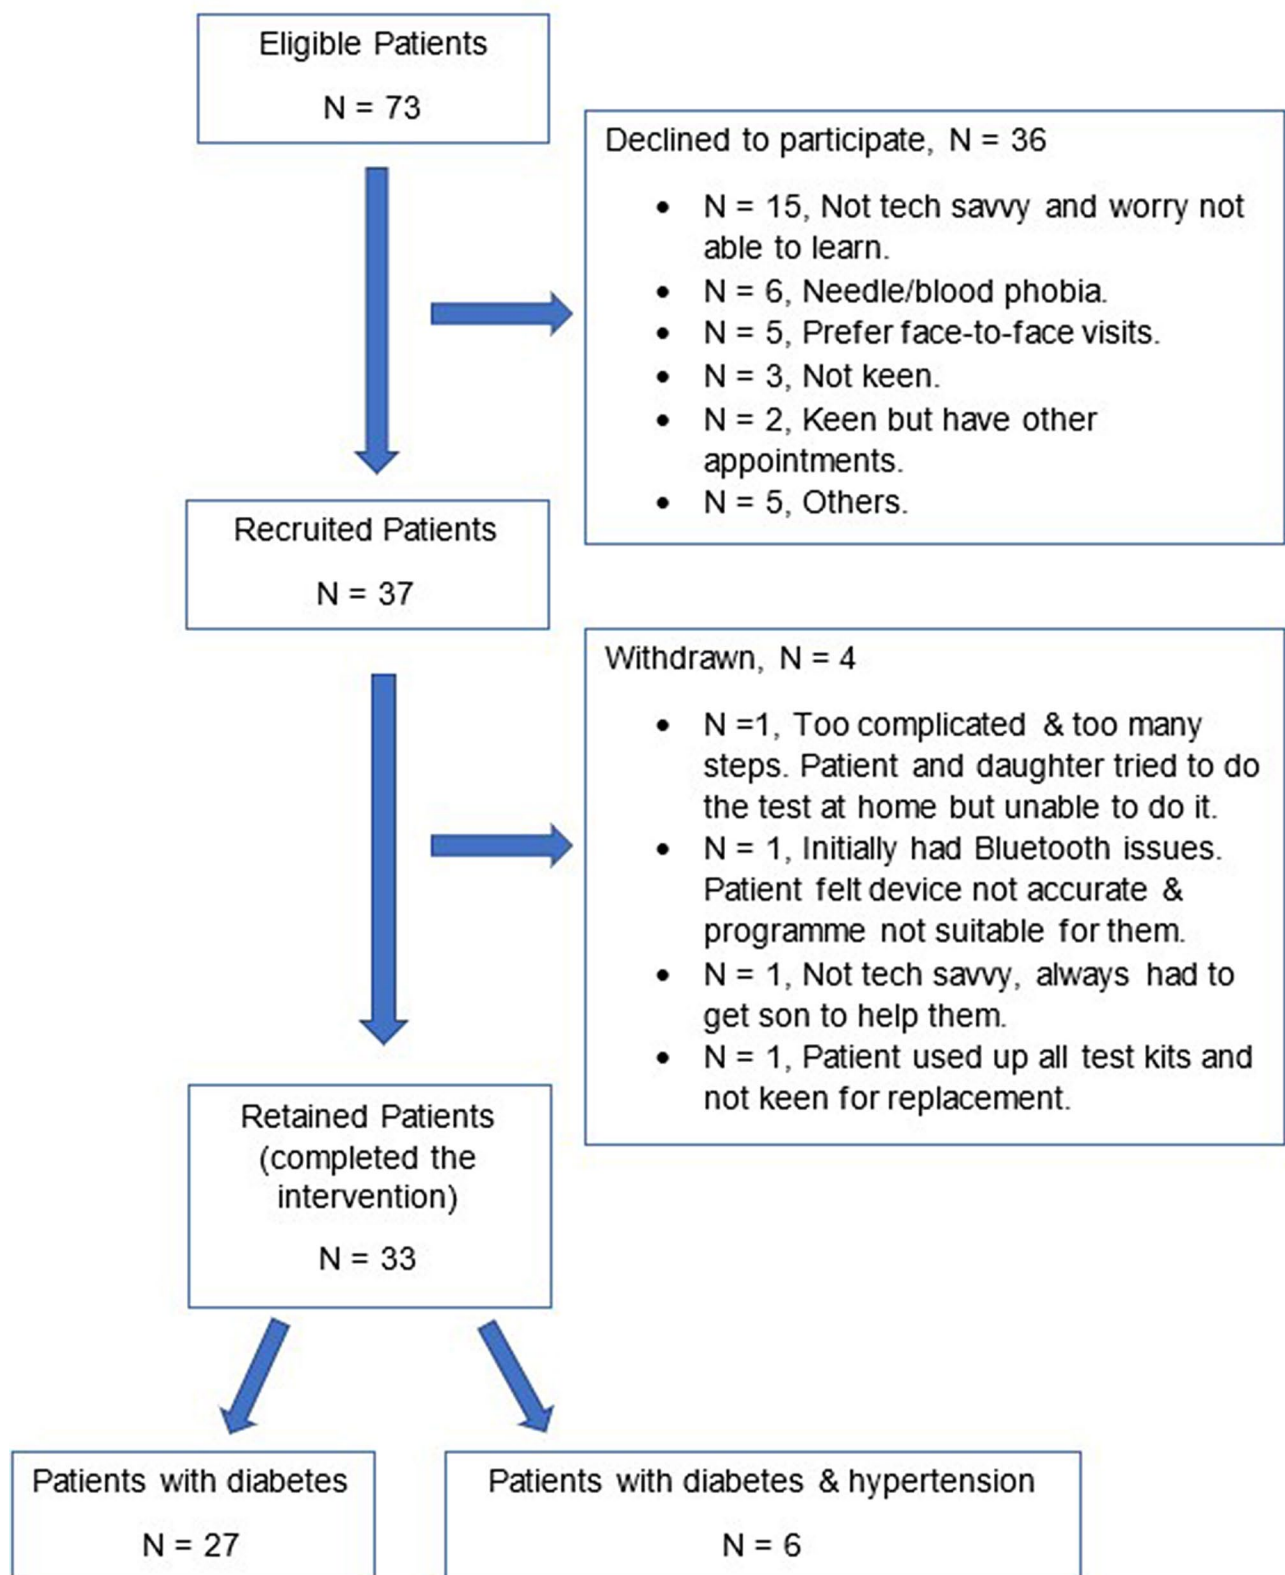 Eligible Patients
N = 73
Declined to participate, N = 36
• N = 15, Not tech savvy and worry not
able to learn.
• N = 6, Needle/blood phobia.
• N = 5, Prefer face-to-face visits.
• N = 3, Not keen.
• N = 2, Keen but have other
appointments.
• N = 5, Others.
Recruited Patients
N = 37
Withdrawn, N = 4
• N =1, Too complicated & too many
steps. Patient and daughter tried to do
the test at home but unable to do it.
• N = 1, Initially had Bluetooth issues.
Patient felt device not accurate &
programme not suitable for them.
• N = 1, Not tech savvy, always had to
get son to help them.
• N = 1, Patient used up all test kits and
not keen for replacement.
Retained Patients
(completed the
intervention)
N = 33
Patients with diabetes
N = 27
Patients with diabetes & hypertension
N = 6